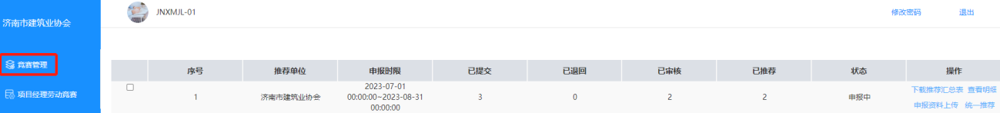 JNXMJL-01
修改密码 退出
济南市建筑业协会
竞赛管理
项目经理劳动竞赛
序号 推荐单位 申报时限 已提交 已退回 已审核 已推荐 状态 操作
1 济南市建筑业协会 2023-07-01
00:00:00~2023-08-31
00:00:00 3 0 2 2 申报中 下载推荐汇总表 查看明细
申报资料上传 统一推荐